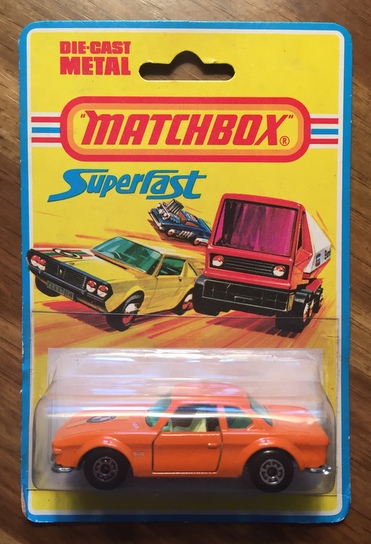 DIE-CAST
METAL
"MATCHBOX"®
Superfast